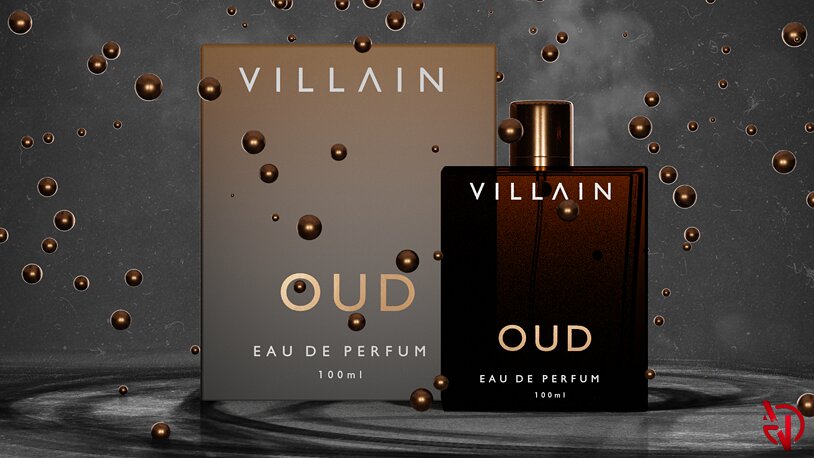 VILLAIN
OUD
EAU DE PERFUM
100ml
VILLAIN
OUD
EAU DE PERFUM
100ml